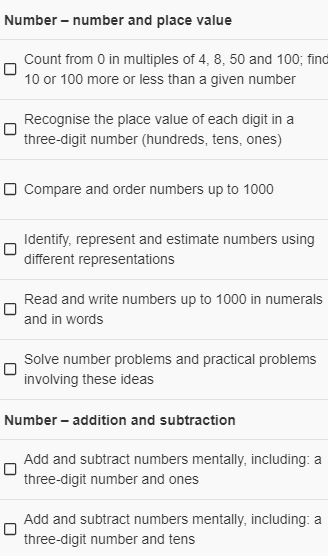 Number – number and place value
Count from 0 in multiples of 4, 8, 50 and 100; find
10 or 100 more or less than a given number
Recognise the place value of each digit in a
three-digit number (hundreds, tens, ones)
Compare and order numbers up to 1000
Identify, represent and estimate numbers using
different representations
Read and write numbers up to 1000 in numerals
and in words
Solve number problems and practical problems
involving these ideas
Number – addition and subtraction
Add and subtract numbers mentally, including: a
three-digit number and ones
Add and subtract numbers mentally, including: a
three-digit number and tens